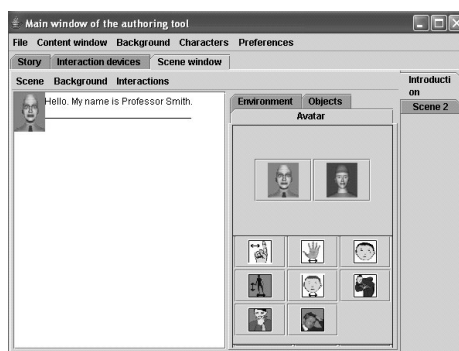 Main window of the authoring tool
File Content window Background Characters Preferences
Story Interaction devices Scene window
Scene Background Interactions
Hello. My name is Professor Smith.
Environment Objects
Avatar
Introducti
on
Scene 2